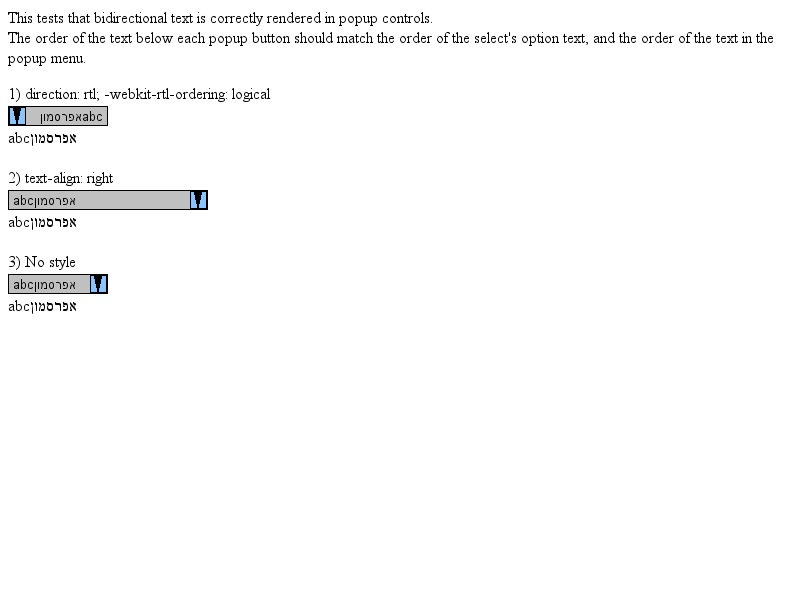 This tests that bidirectional text is correctly rendered in popup controls.
The order of the text below each popup button should match the order of the select's option text, and the order of the text in the
popup menu.
1) direction: rtl; -webkit-rtl-ordering: logical
abcאפרסמון
abcאפרסמון
2) text-align: right
abcאפרסמון
abcאפרסמון
3) No style
abcאפרסמון
abcאפרסמון